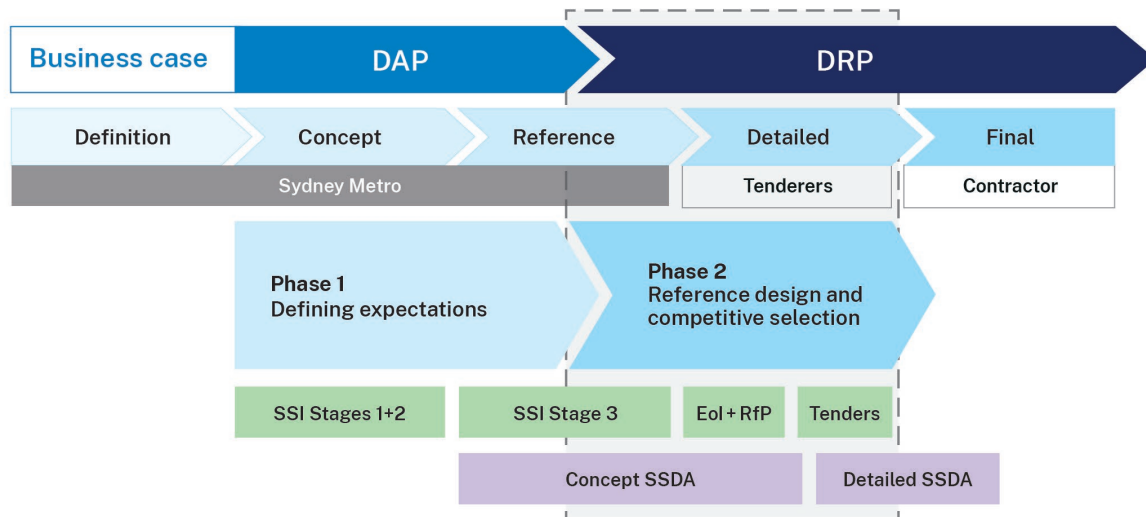 Business case
DAP
DRP
Definition
Concept
Reference
Detailed
Final
Sydney Metro
Tenderers
Contractor
Phase 1
Defining expectations
Phase 2
Reference design and
competitive selection
SSI Stages 1+2
SSI Stage 3
EoI + RfP
Tenders
Concept SSDA
Detailed SSDA